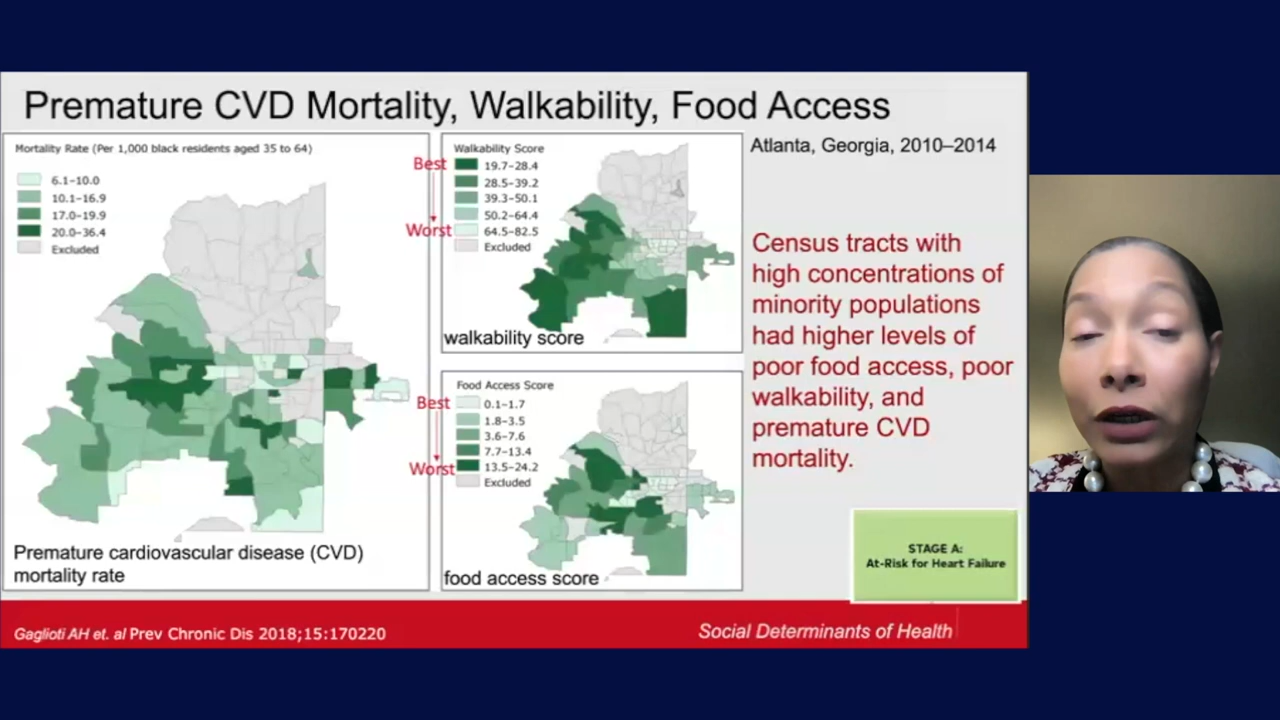 Premature CVD Mortality, Walkability, Food Access
Mortality Rate (Per 1,000 black residents aged 35 to 64)
6.1–10.0
10.1–16.9
17.0–19.9
20.0–36.4
Excluded
Premature cardiovascular disease (CVD)
mortality rate
Best
Worst
Walkability Score
19.7–28.4
28.5–39.2
39.3–50.1
50.2–64.4
64.5–82.5
Excluded
walkability score
Best
Worst
Food Access Score
0.1–1.7
1.8–3.5
3.6–7.6
7.7–13.4
13.5–24.2
Excluded
food access score
Atlanta, Georgia, 2010–2014
Census tracts with
high concentrations of
minority populations
had higher levels of
poor food access, poor
walkability, and
premature CVD
mortality.
STAGE A:
At-Risk for Heart Failure
Gaglioti AH et. al Prev Chronic Dis 2018;15:170220
Social Determinants of Health